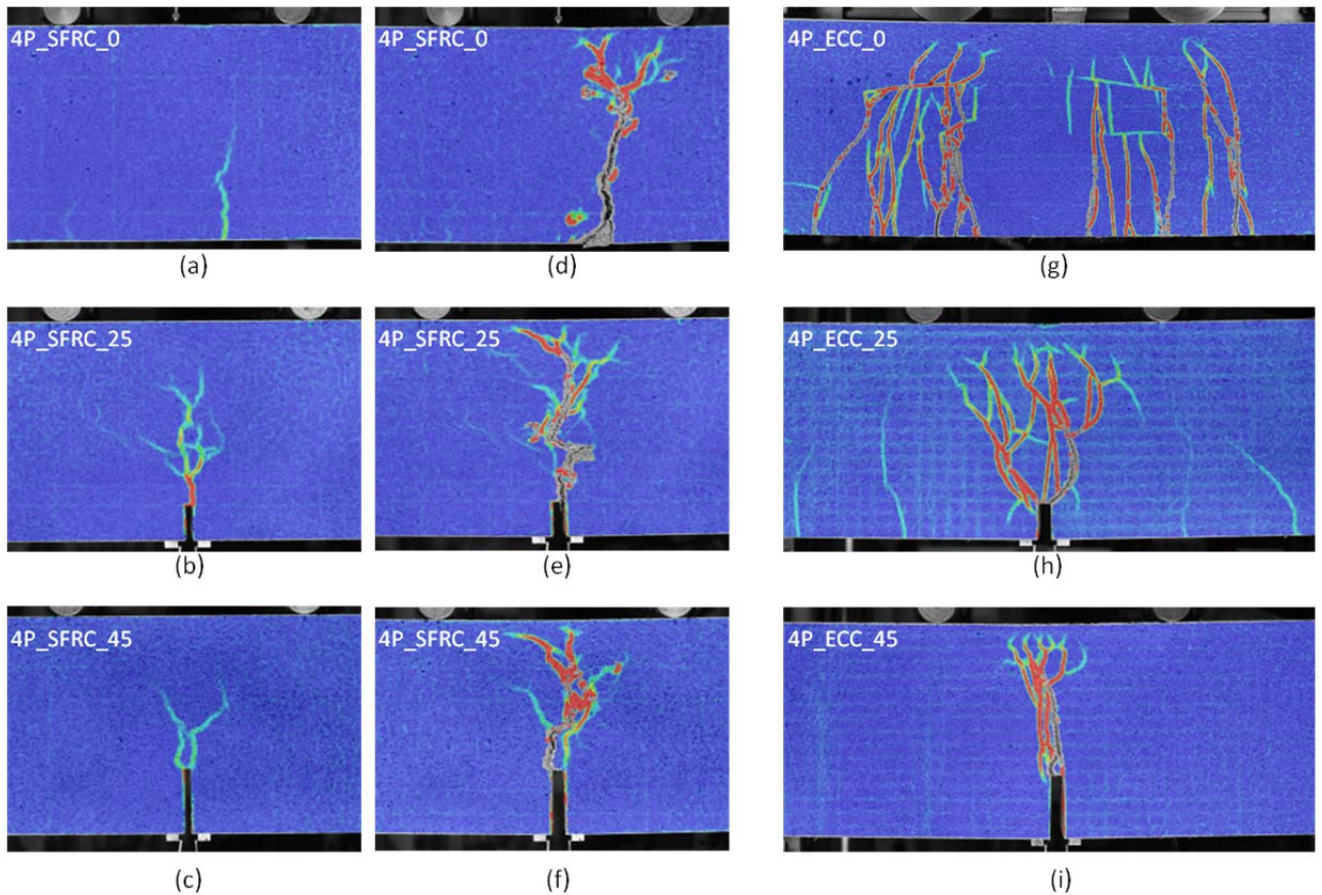 4P_SFRC_0
4P_SFRC_0
4P_ECC_0
(a)
(d)
(g)
4P_SFRC_25
4P_SFRC_25
4P_ECC_25
(b)
(e)
(h)
4P_SFRC_45
4P_SFRC_45
4P_ECC_45
(c)
(f)
(i)